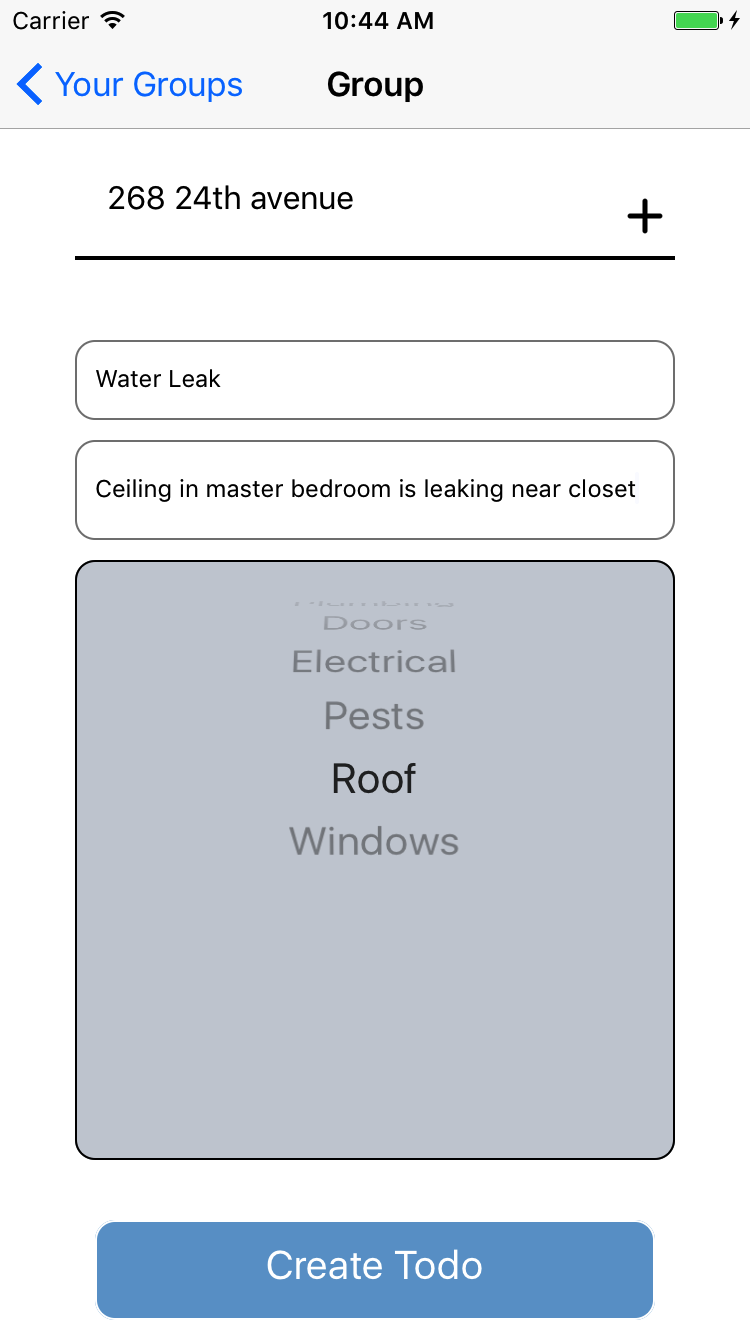 Carrier 10:44 AM
Your Groups Group
268 24th avenue
Water Leak
Ceiling in master bedroom is leaking near closet
Plumbing
Doors
Electrical
Pests
Roof
Windows
Create Todo